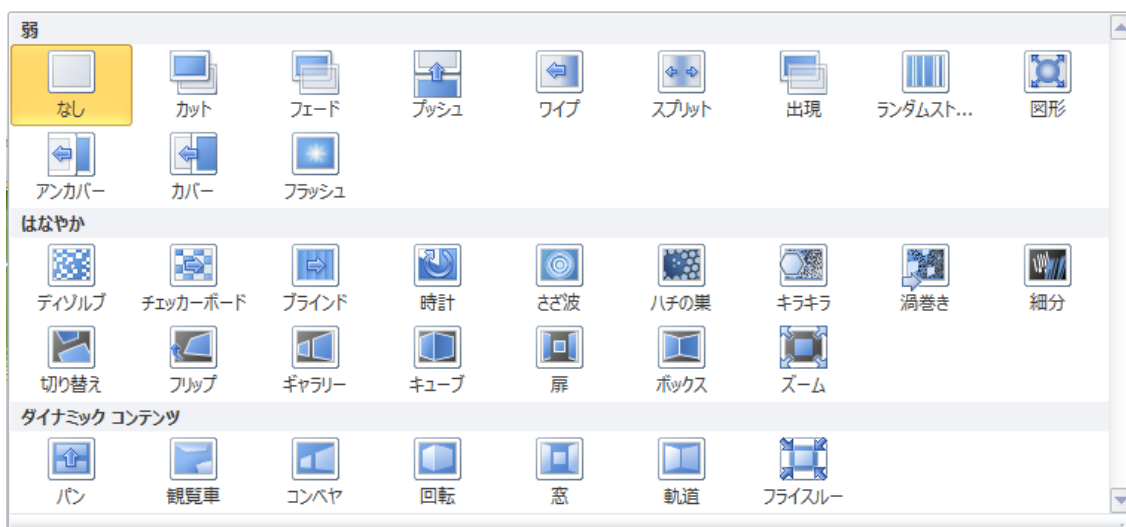 弱
なし カット フェード プッシュ ワイプ スプリット 出現 ランダムスト... 図形
アンカバー カバー フラッシュ
はなやか
ディゾルブ チェッカーボード ブラインド 時計 さざ波 ハチの巣 キラキラ 渦巻き 細分
切り替え フリップ ギャラリー キューブ 扉 ボックス ズーム
ダイナミック コンテンツ
パン 観覧車 コンベヤ 回転 窓 軌道 フライスルー